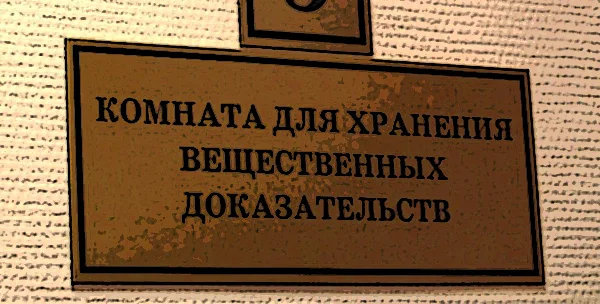 КОМНАТА ДЛЯ ХРАНЕНИЯ
ВЕЩЕСТВЕННЫХ
ДОКАЗАТЕЛЬСТВ